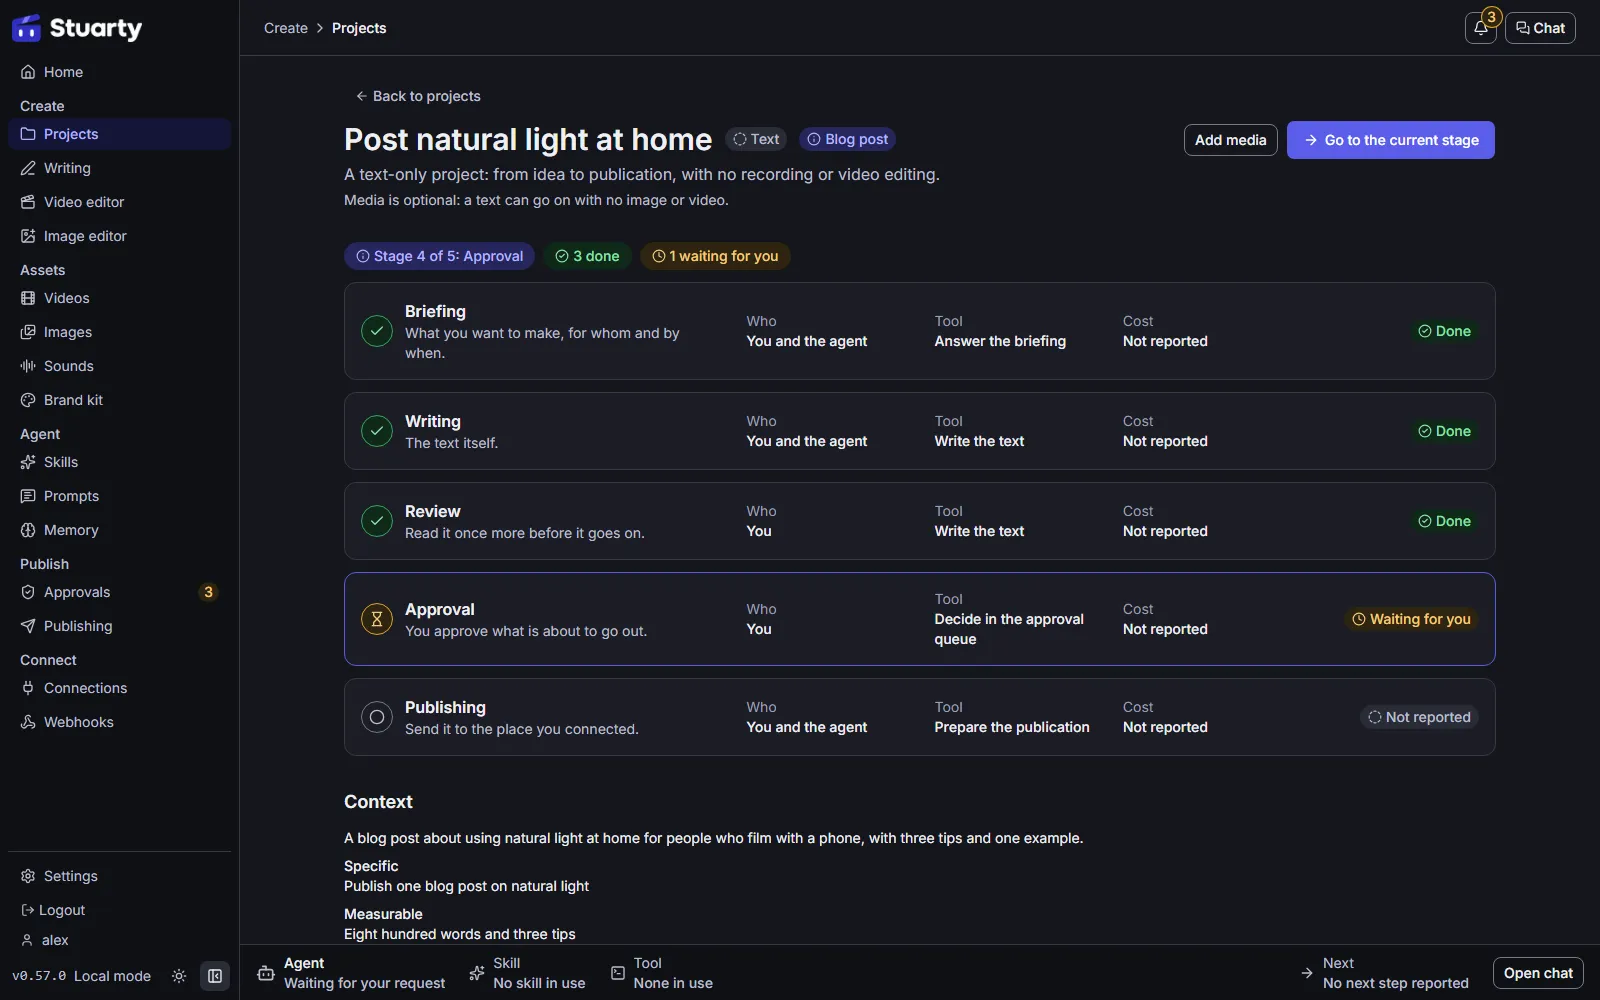 Stuarty
Create > Projects
3
Chat
Home
Create
Projects
Writing
Video editor
Image editor
Assets
Videos
Images
Sounds
Brand kit
Agent
Skills
Prompts
Memory
Publish
Approvals 3
Publishing
Connect
Connections
Webhooks
Settings
Logout
alex
v0.57.0 Local mode
Back to projects
Post natural light at home Text Blog post
Add media
Go to the current stage
A text-only project: from idea to publication, with no recording or video editing.
Media is optional: a text can go on with no image or video.
Stage 4 of 5: Approval 3 done 1 waiting for you
Briefing
What you want to make, for whom and by
when.
Who
You and the agent
Tool
Answer the briefing
Cost
Not reported
Done
Writing
The text itself.
Who
You and the agent
Tool
Write the text
Cost
Not reported
Done
Review
Read it once more before it goes on.
Who
You
Tool
Write the text
Cost
Not reported
Done
Approval
You approve what is about to go out.
Who
You
Tool
Decide in the approval
queue
Cost
Not reported
Waiting for you
Publishing
Send it to the place you connected.
Who
You and the agent
Tool
Prepare the publication
Cost
Not reported
Not reported
Context
A blog post about using natural light at home for people who film with a phone, with three tips and one example.
Specific
Publish one blog post on natural light
Measurable
Eight hundred words and three tips
Agent
Waiting for your request
Skill
No skill in use
Tool
None in use
Next
No next step reported
Open chat